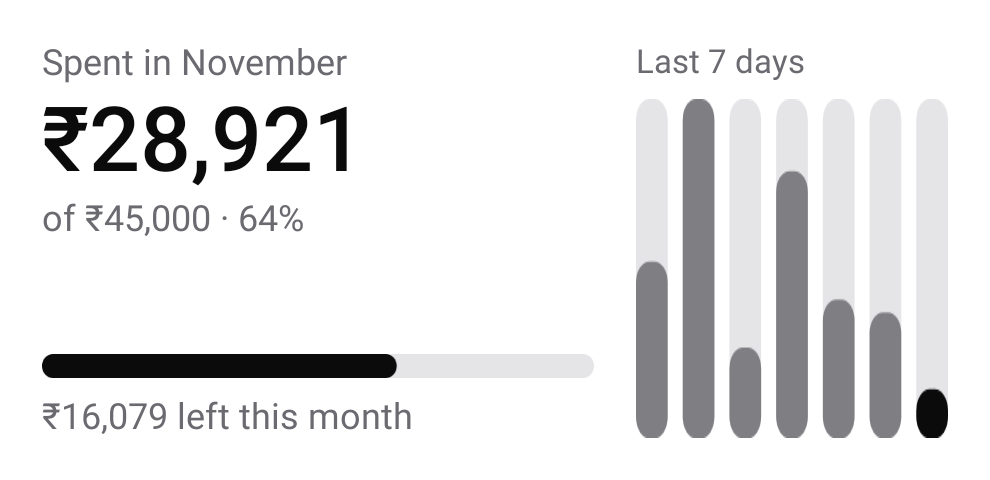 Spent in November
₹28,921
of ₹45,000 · 64%
₹16,079 left this month
Last 7 days